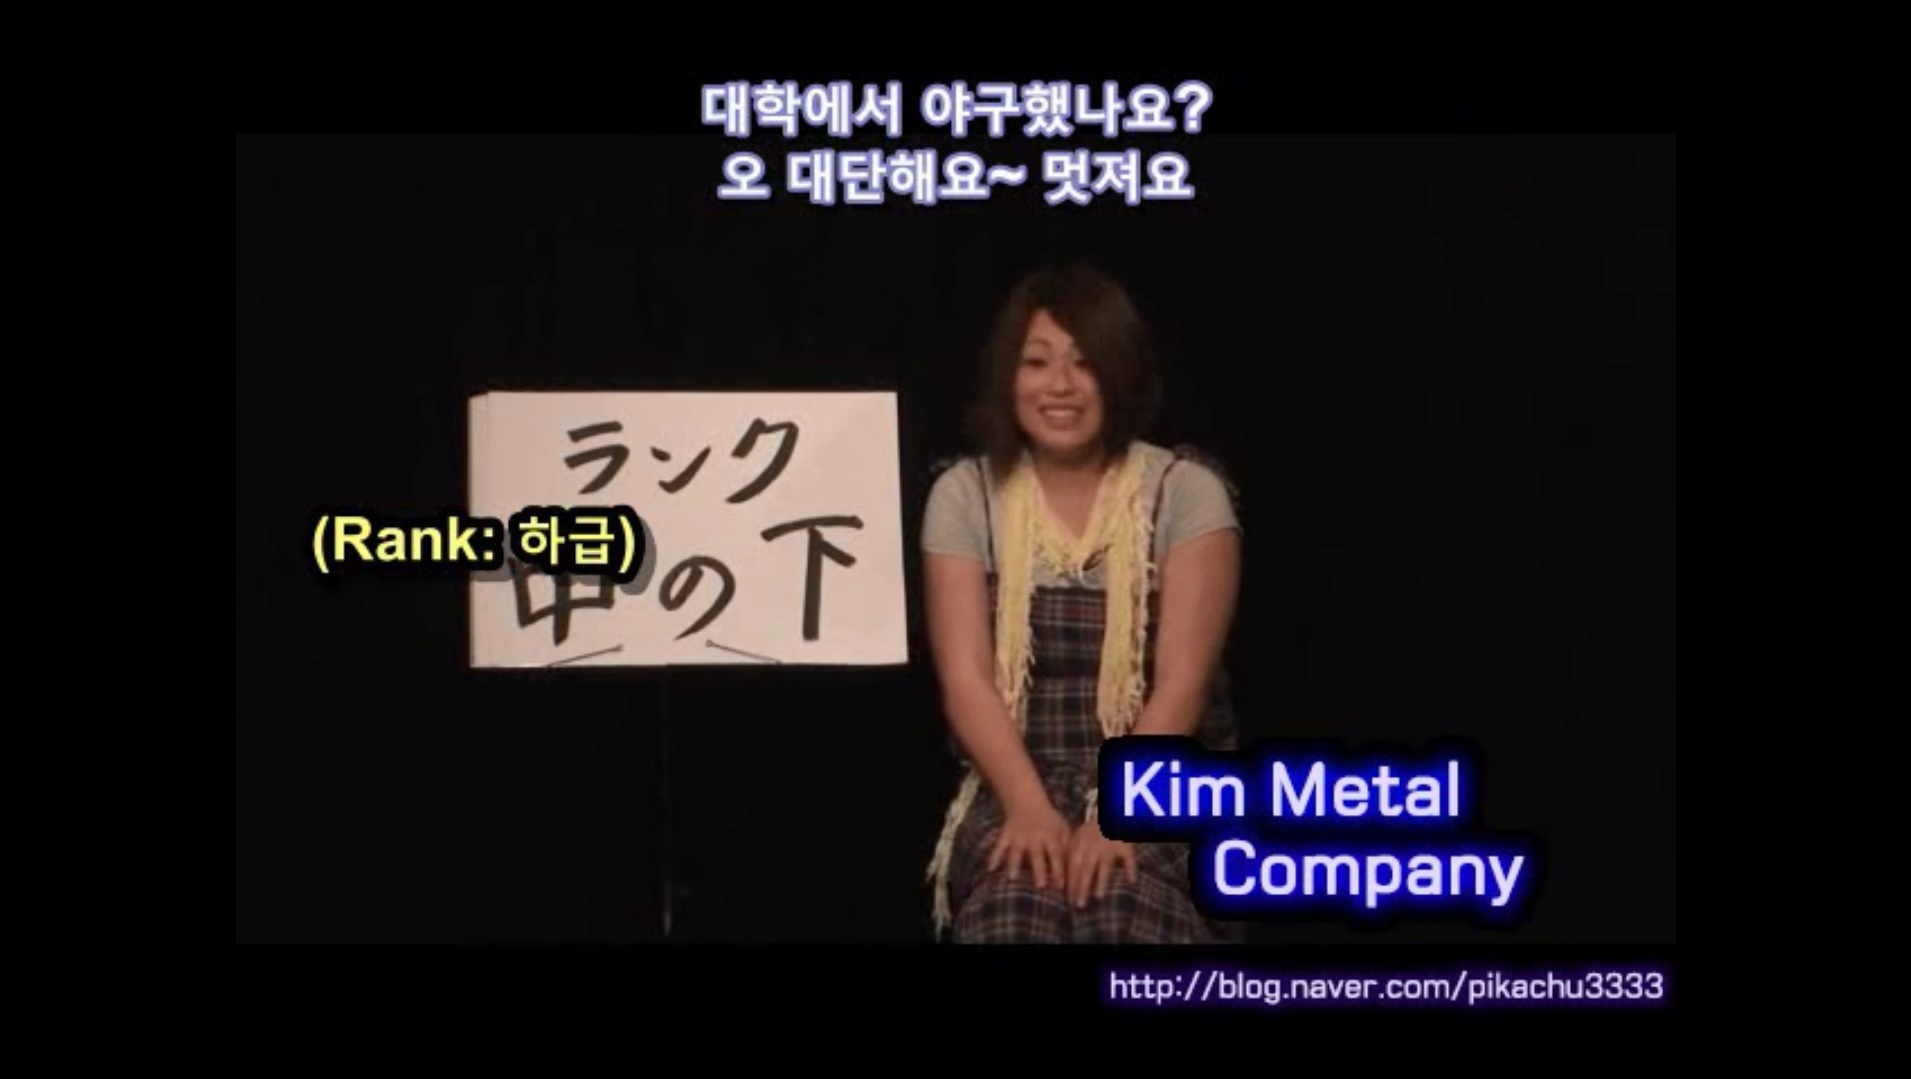 대학에서 야구했나요?
오 대단해요~ 멋져요
ランク
(Rank: 하급)
中の下
Kim Metal
Company
http://blog.naver.com/pikachu3333